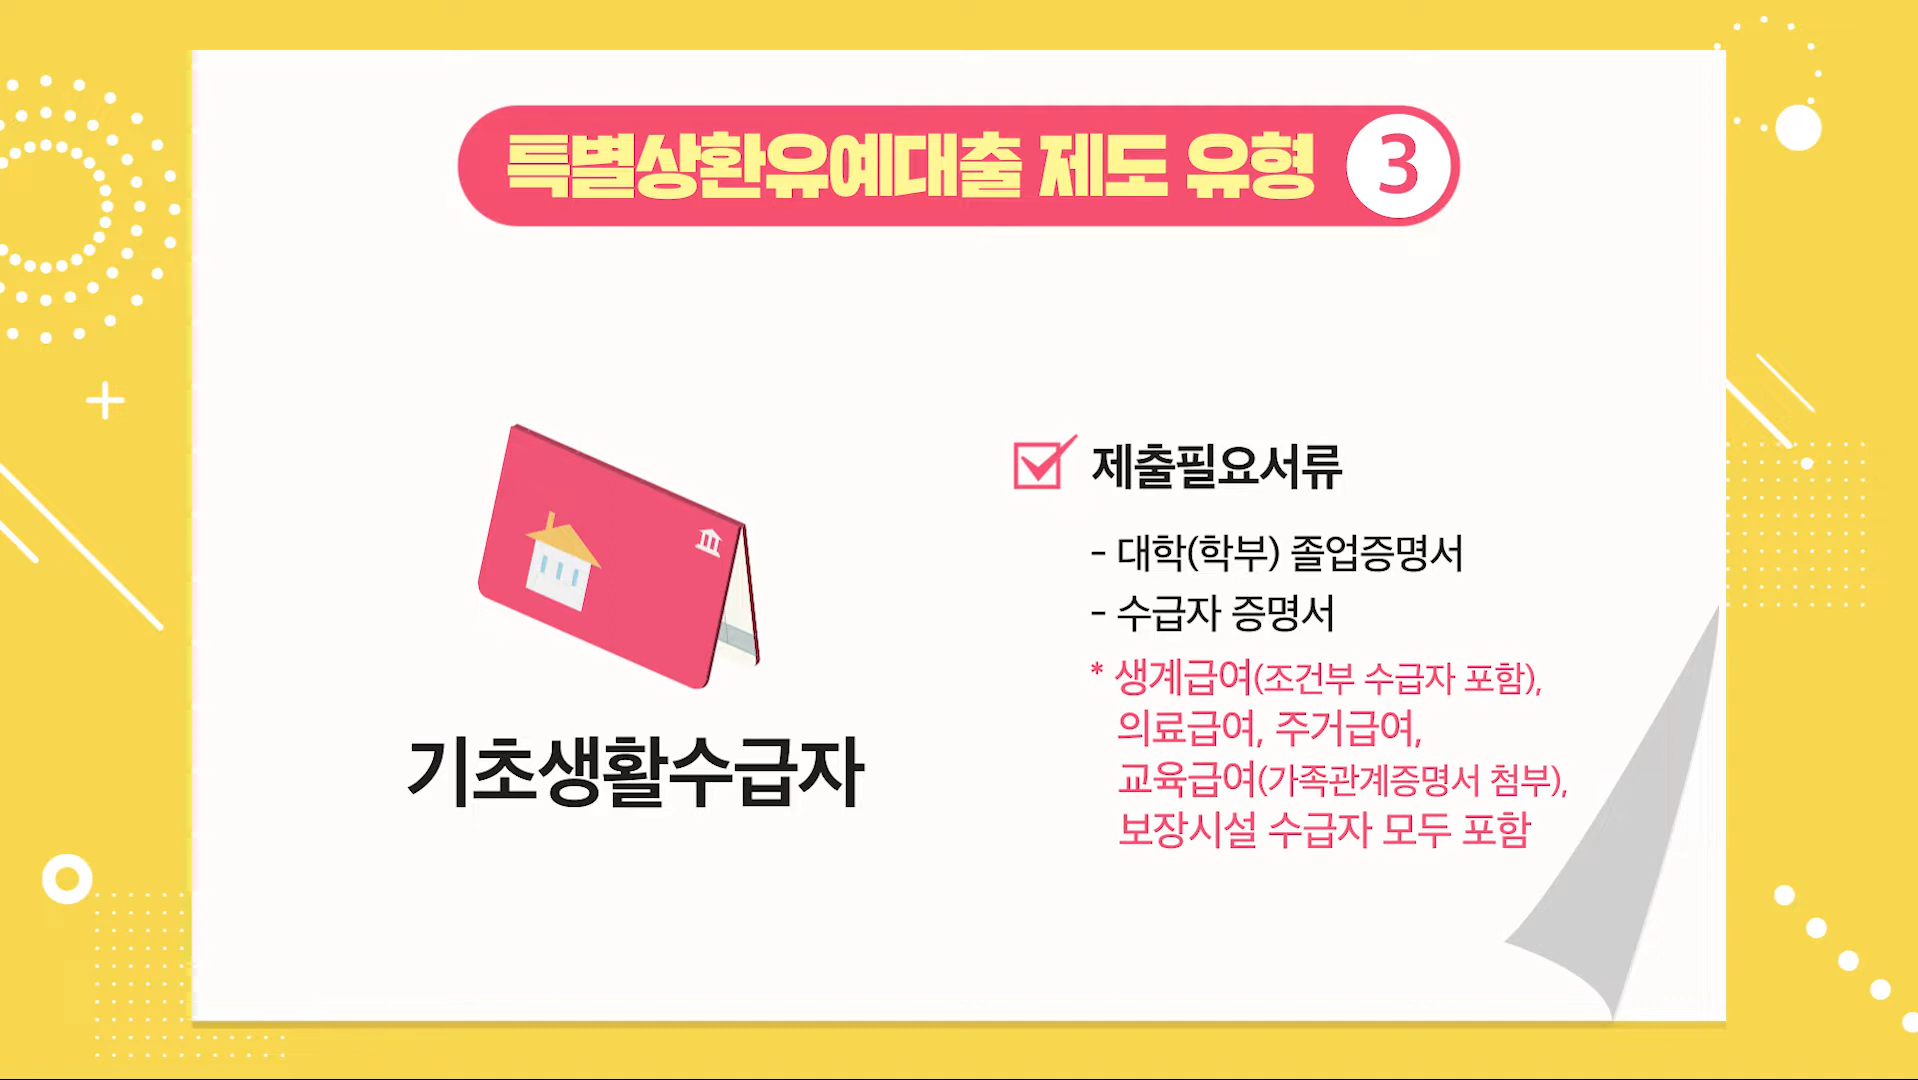 특별상환유예대출 제도 유형 3
기초생활수급자
제출필요서류
- 대학(학부) 졸업증명서
- 수급자 증명서
* 생계급여(조건부 수급자 포함),
의료급여, 주거급여,
교육급여(가족관계증명서 첨부),
보장시설 수급자 모두 포함